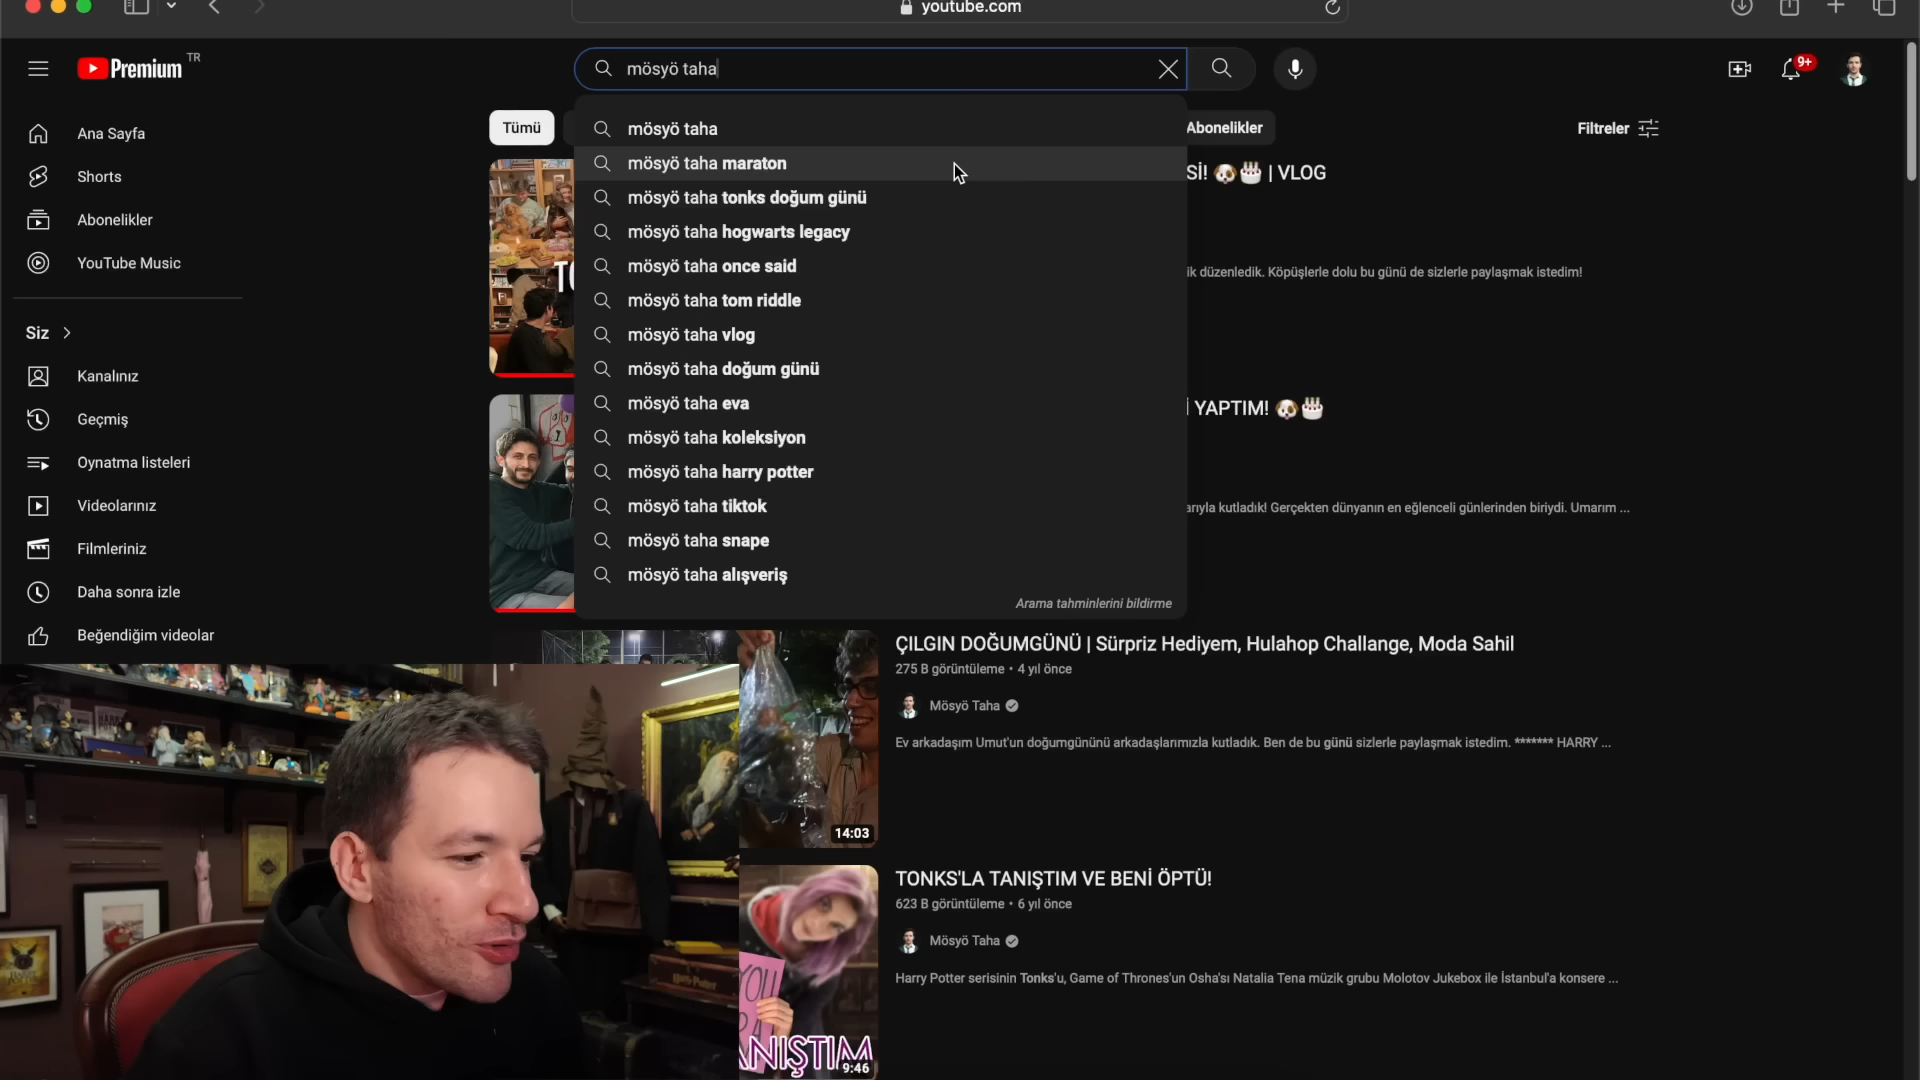 youtube.com
Premium TR
mösyö taha
9+
Ana Sayfa
Shorts
Abonelikler
YouTube Music
Siz
Kanalınız
Geçmiş
Oynatma listeleri
Videolarınız
Filmleriniz
Daha sonra izle
Beğendiğim videolar
Tümü
Abonelikler
Filtreler
mösyö taha
mösyö taha maraton
mösyö taha tonks doğum günü
mösyö taha hogwarts legacy
mösyö taha once said
mösyö taha tom riddle
mösyö taha vlog
mösyö taha doğum günü
mösyö taha eva
mösyö taha koleksiyon
mösyö taha harry potter
mösyö taha tiktok
mösyö taha snape
mösyö taha alışveriş
Arama tahminlerini bildirme
Sİ! 🐶🎂 | VLOG
ik düzenledik. Köpüşlerle dolu bu günü de sizlerle paylaşmak istedim!
İ YAPTIM! 🐶🎂
arıyla kutladık! Gerçekten dünyanın en eğlenceli günlerinden biriydi. Umarım ...
ÇILGIN DOĞUMGÜNÜ | Sürpriz Hediyem, Hulahop Challange, Moda Sahil
275 B görüntüleme • 4 yıl önce
Mösyö Taha
Ev arkadaşım Umut'un doğumgününü arkadaşlarımızla kutladık. Ben de bu günü sizlerle paylaşmak istedim. ******* HARRY ...
14:03
TONKS'LA TANIŞTIM VE BENİ ÖPTÜ!
623 B görüntüleme • 6 yıl önce
Mösyö Taha
Harry Potter serisinin Tonks'u, Game of Thrones'un Osha'sı Natalia Tena müzik grubu Molotov Jukebox ile İstanbul'a konsere ...
ANIŞTIM
9:46